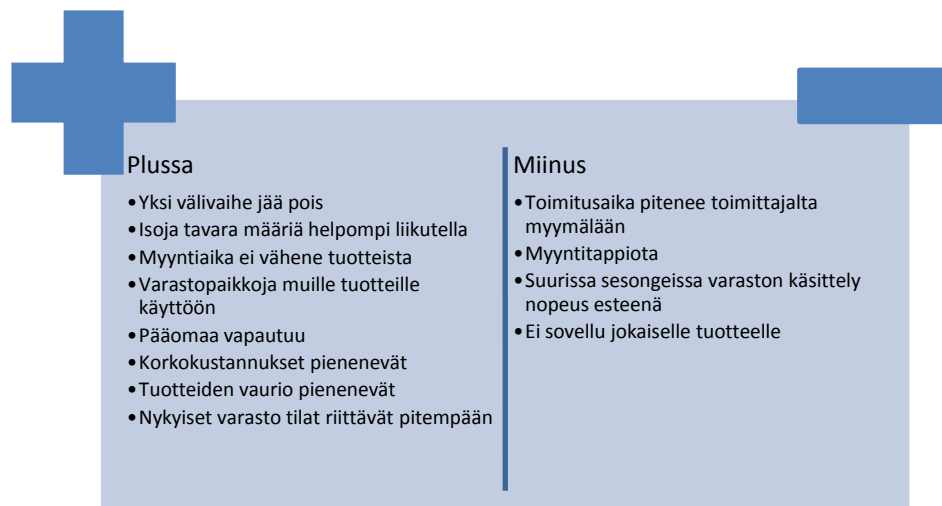 Plussa
•Yksi välivaihe jää pois
•Isoja tavara määriä helpompi liikutella
•Myyntiaika ei vähene tuotteista
•Varastopaikkoja muille tuotteille
käyttöön
•Pääomaa vapautuu
•Korkokustannukset pienenevät
•Tuotteiden vaurio pienenevät
•Nykyiset varasto tilat riittävät pitempään
Miinus
•Toimitusaika pitenee toimittajalta
myymälään
•Myyntitappiota
•Suurissa sesongeissa varaston käsittely
nopeus esteenä
•Ei sovellu jokaiselle tuotteelle